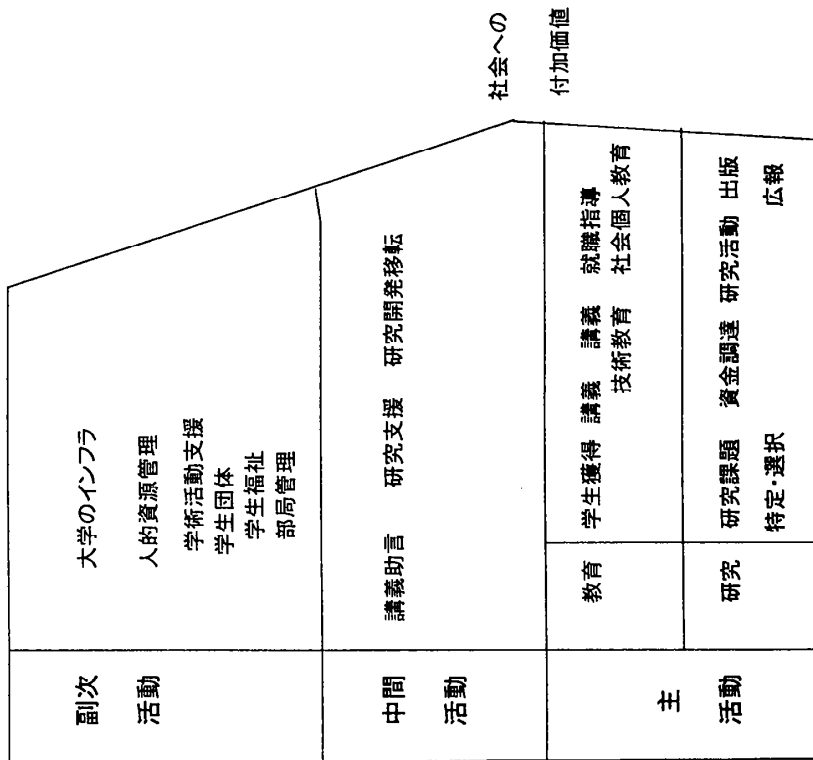 副次
活動
大学のインフラ
人的資源管理
学術活動支援
学生団体
学生福祉
部局管理
中間
活動
講義助言 研究支援 研究開発移転
社会への
付加価値
主
活動
教育 学生獲得 講義 講義 就職指導
技術教育 社会個人教育
研究 研究課題 資金調達 研究活動 出版
特定・選択 広報